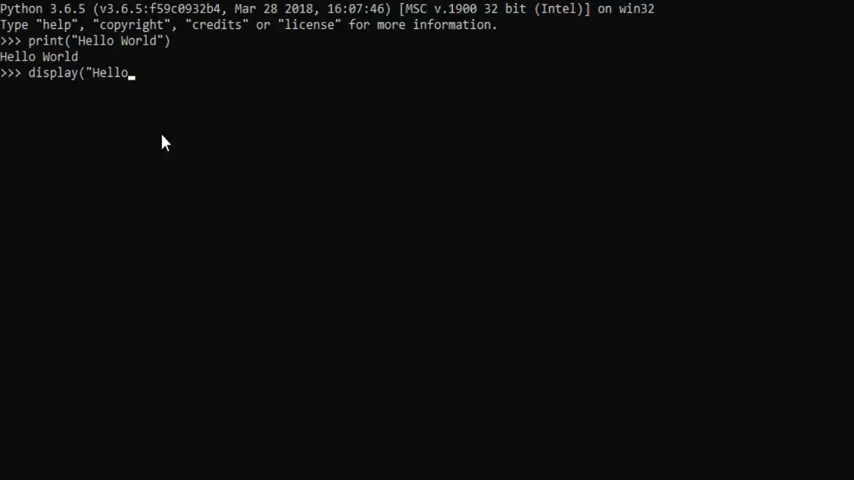 Python 3.6.5 (v3.6.5:f59c0932b4, Mar 28 2018, 16:07:46) [MSC v.1900 32 bit (Intel)] on win32
Type "help", "copyright", "credits" or "license" for more information.
>>> print("Hello World")
Hello World
>>> display("Hello_